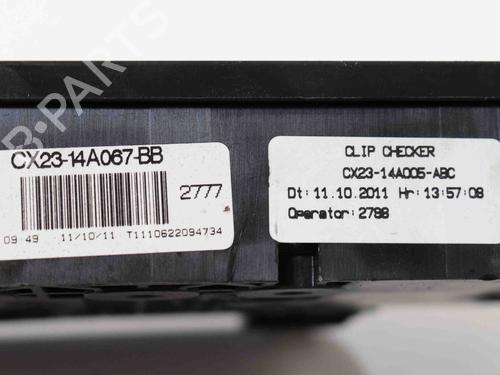 CX23-14A067-BB
2777
09 49 11/10/11 T1110622094734
CLIP CHECKER
CX23-14A005-ABC
Dt: 11.10.2011 Hr: 13:57:08
Operator: 2798
B-PARTS